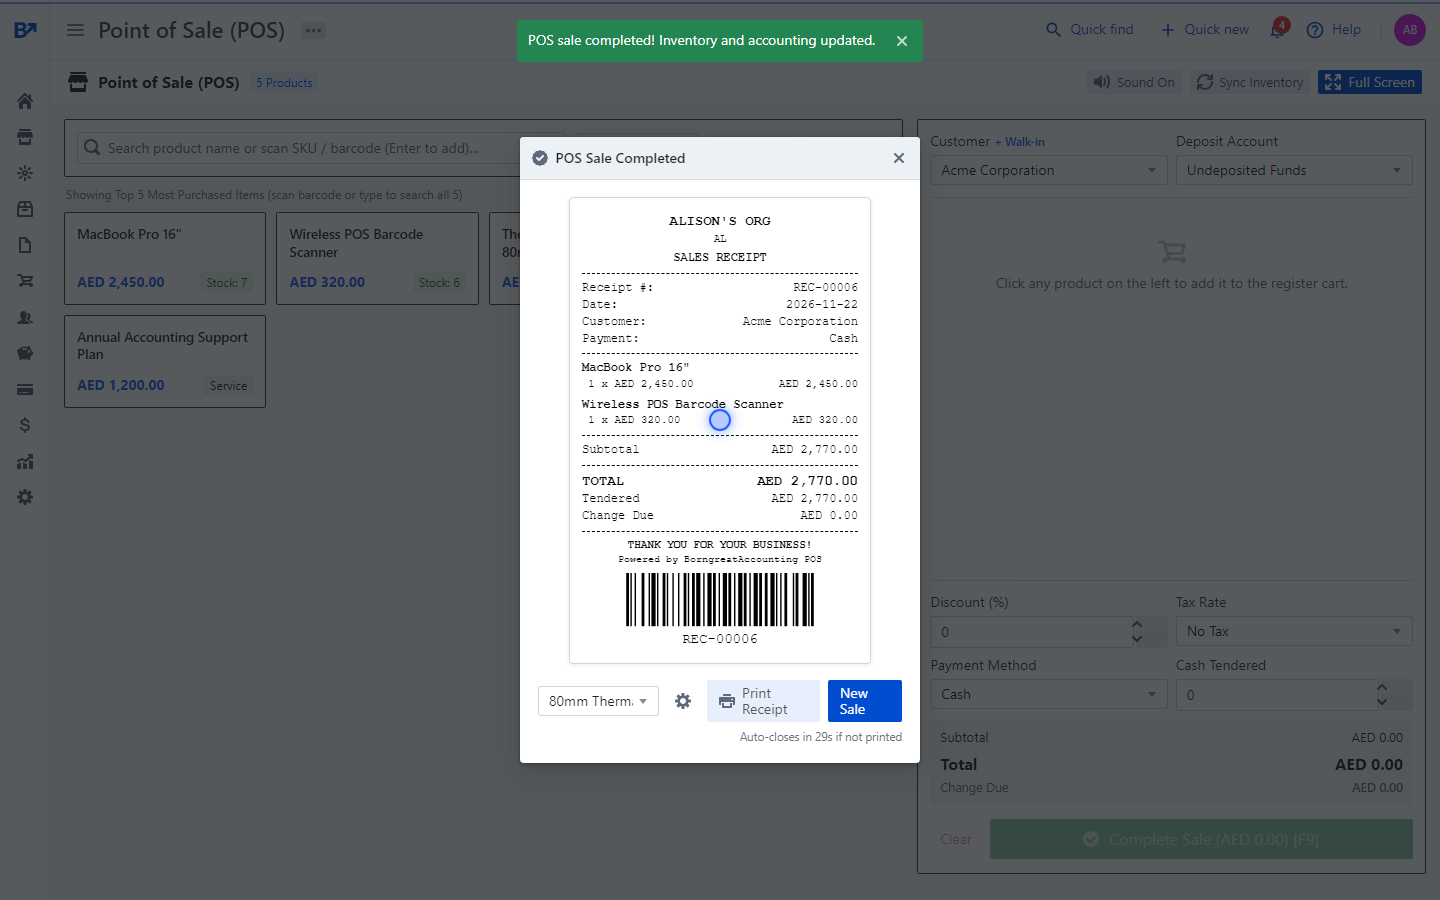 Point of Sale (POS)
POS sale completed! Inventory and accounting updated.
Quick find
Quick new
4
Help
AB
Point of Sale (POS)
5 Products
Sound On
Sync Inventory
Full Screen
Search product name or scan SKU / barcode (Enter to add)...
Showing Top 5 Most Purchased Items (scan barcode or type to search all 5)
MacBook Pro 16"
AED 2,450.00
Stock: 7
Wireless POS Barcode
Scanner
AED 320.00
Stock: 6
The
80m
AE
Annual Accounting Support
Plan
AED 1,200.00
Service
POS Sale Completed
ALISON'S ORG
AL
SALES RECEIPT
Receipt #: REC-00006
Date: 2026-11-22
Customer: Acme Corporation
Payment: Cash
MacBook Pro 16"
1 x AED 2,450.00 AED 2,450.00
Wireless POS Barcode Scanner
1 x AED 320.00 AED 320.00
Subtotal AED 2,770.00
TOTAL AED 2,770.00
Tendered AED 2,770.00
Change Due AED 0.00
THANK YOU FOR YOUR BUSINESS!
Powered by BorngreatAccounting POS
REC-00006
80mm Therma
Print
Receipt
New
Sale
Auto-closes in 29s if not printed
Customer + Walk-in
Acme Corporation
Deposit Account
Undeposited Funds
Click any product on the left to add it to the register cart.
Discount (%)
0
Tax Rate
No Tax
Payment Method
Cash
Cash Tendered
0
Subtotal AED 0.00
Total AED 0.00
Change Due AED 0.00
Clear
Complete Sale (AED 0.00) [F9]